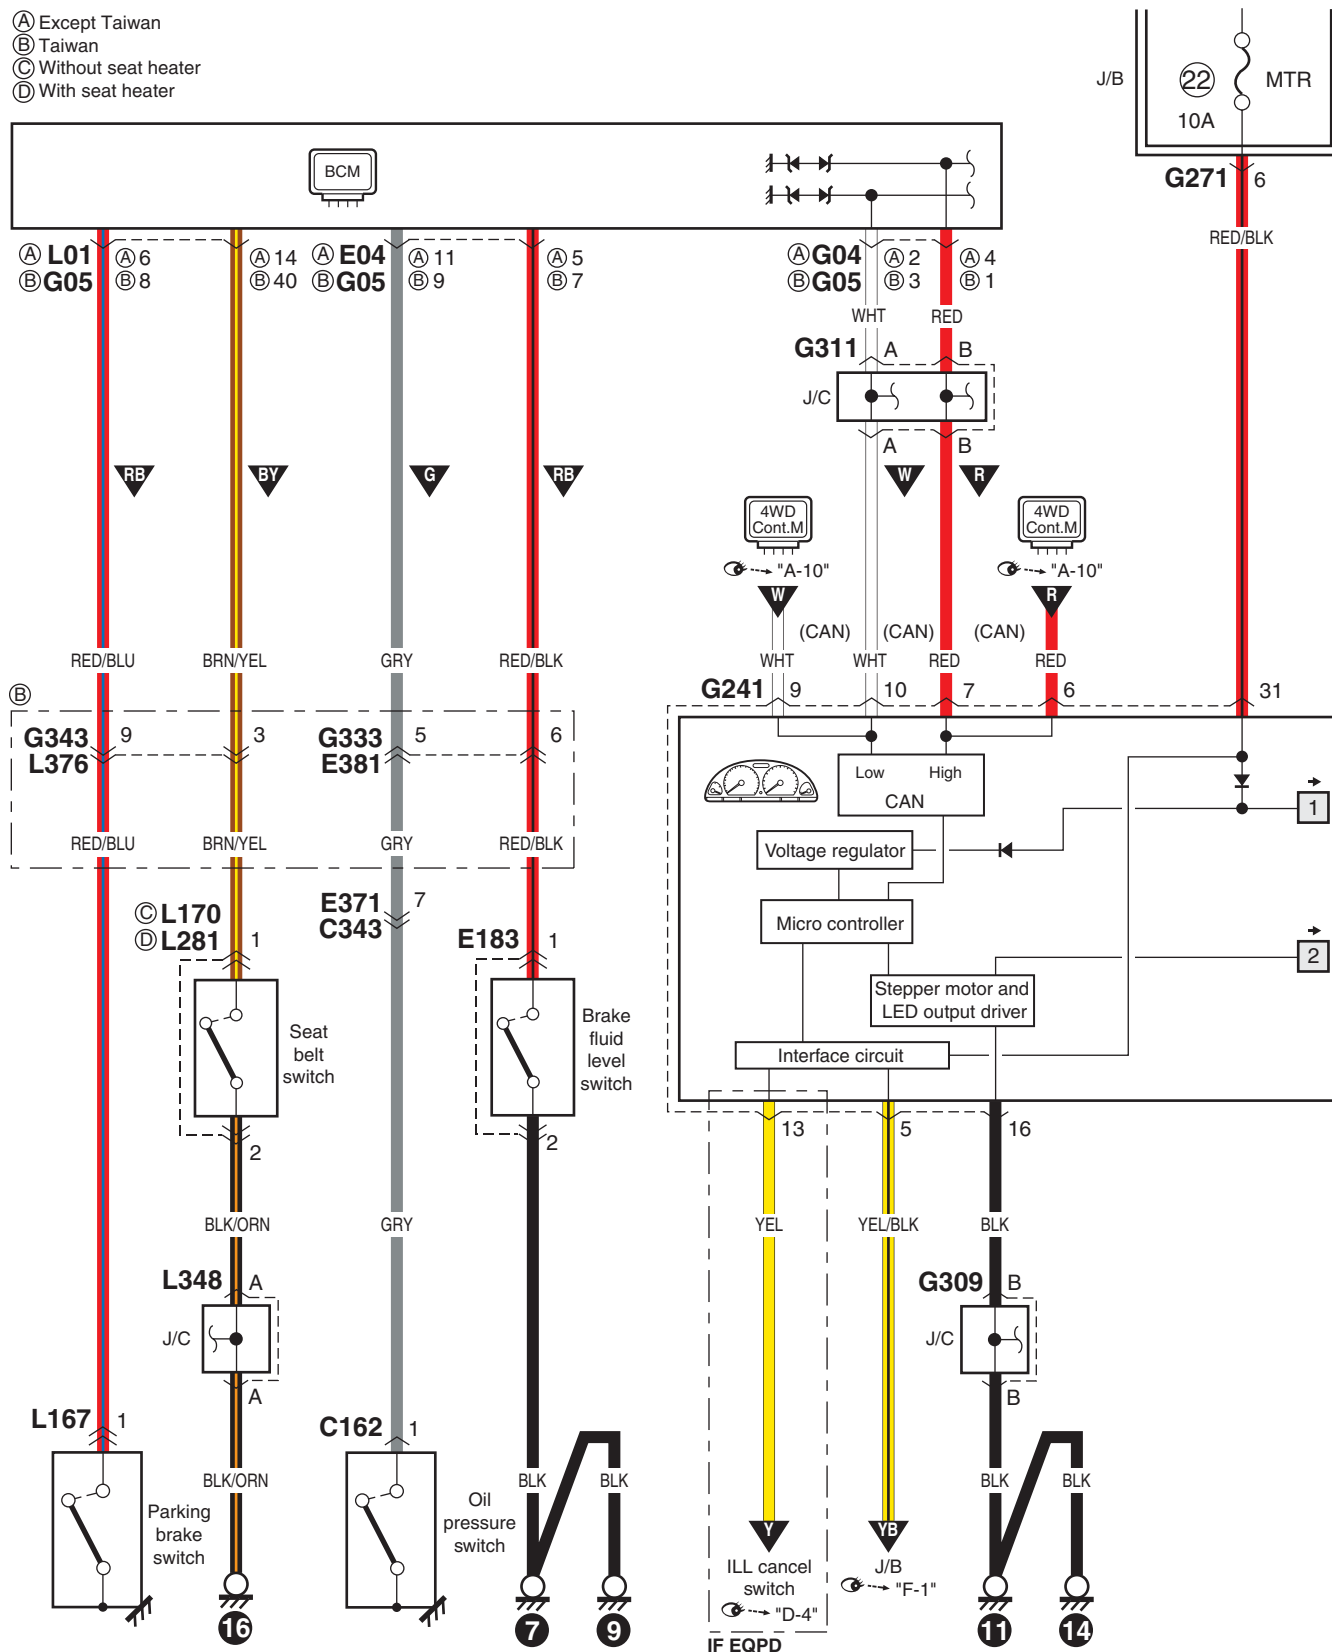 A Except Taiwan
B Taiwan
C Without seat heater
D With seat heater
J/B
22
MTR
10A
BCM
G271 6
RED/BLK
A L01 A 6 A 14 A E04 A 11 A 5 A G04 A 2 A 4
B G05 B 8 B 40 B G05 B 9 B 7 B G05 B 3 B 1
WHT RED
G311 A B
J/C
A B
RB BY G RB W R
4WD Cont.M
"A-10"
W
4WD Cont.M
"A-10"
R
(CAN) (CAN) (CAN)
RED/BLU BRN/YEL GRY RED/BLK WHT WHT RED RED
B
G241 9 10 7 6 31
G343 9 3 G333 5 6
L376 E381
Low High
CAN
1
RED/BLU BRN/YEL GRY RED/BLK
Voltage regulator
E371 7
C343
C L170
D L281 1
E183 1
Micro controller
2
Stepper motor and
LED output driver
Seat
belt
switch
Brake
fluid
level
switch
Interface circuit
2 2 13 5 16
BLK/ORN GRY YEL YEL/BLK BLK
L348 A
J/C
A
G309 B
J/C
B
L167 1
C162 1
BLK/ORN BLK BLK BLK BLK
Parking
brake
switch
Oil
pressure
switch
Y YB
ILL cancel
switch
"D-4"
J/B
"F-1"
16 7 9 11 14
IF EQPD